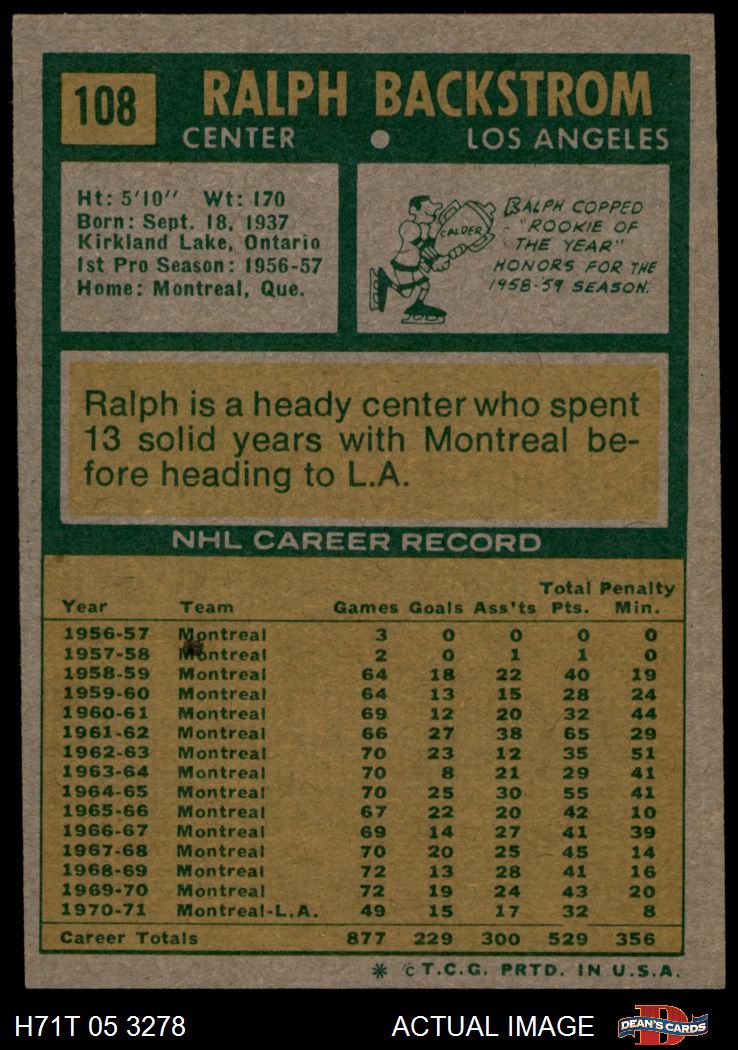 108
RALPH BACKSTROM
CENTER • LOS ANGELES
Ht: 5'10" Wt: 170
Born: Sept. 18, 1937
Kirkland Lake, Ontario
1st Pro Season: 1956-57
Home: Montreal, Que.
CALDER
RALPH COPPED
"ROOKIE OF
THE YEAR"
HONORS FOR THE
1958-59 SEASON.
Ralph is a heady center who spent
13 solid years with Montreal be-
fore heading to L.A.
NHL CAREER RECORD
Total Penalty
Year Team Games Goals Ass'ts Pts. Min.
1956-57 Montreal 3 0 0 0 0
1957-58 Montreal 2 0 1 1 0
1958-59 Montreal 64 18 22 40 19
1959-60 Montreal 64 13 15 28 24
1960-61 Montreal 69 12 20 32 44
1961-62 Montreal 66 27 38 65 29
1962-63 Montreal 70 23 12 35 51
1963-64 Montreal 70 8 21 29 41
1964-65 Montreal 70 25 30 55 41
1965-66 Montreal 67 22 20 42 10
1966-67 Montreal 69 14 27 41 39
1967-68 Montreal 70 20 25 45 14
1968-69 Montreal 72 13 28 41 16
1969-70 Montreal 72 19 24 43 20
1970-71 Montreal-L.A. 49 15 17 32 8
Career Totals 877 229 300 529 356
* © T.C.G. PRTD. IN U.S.A.
H71T 05 3278 ACTUAL IMAGE D DEAN'S CARDS